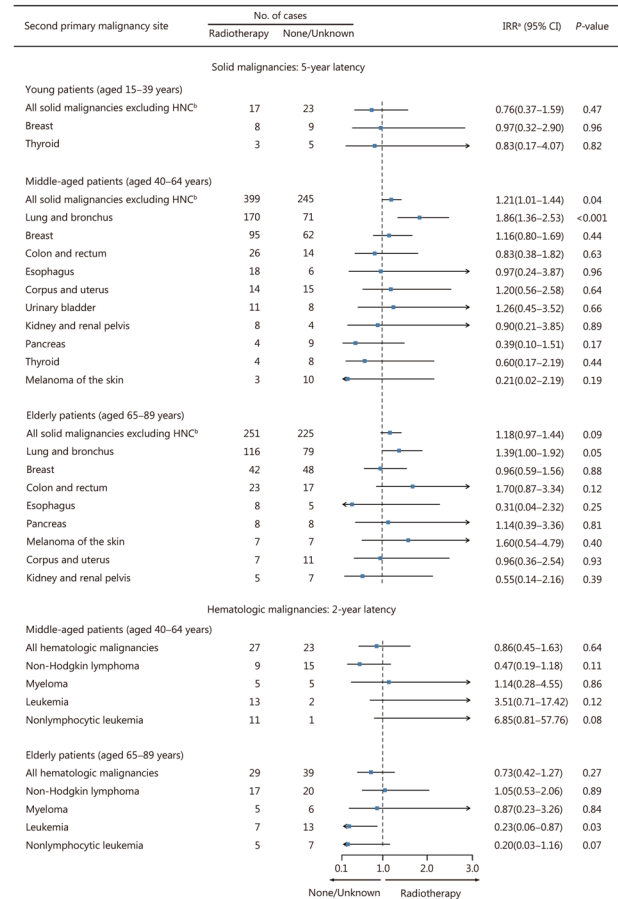 Second primary malignancy site No. of cases IRRᵃ (95% CI) P-value
Radiotherapy None/Unknown
Solid malignancies: 5-year latency
Young patients (aged 15–39 years)
All solid malignancies excluding HNCᵇ 17 23 0.76(0.37–1.59) 0.47
Breast 8 9 0.97(0.32–2.90) 0.96
Thyroid 3 5 0.83(0.17–4.07) 0.82
Middle-aged patients (aged 40–64 years)
All solid malignancies excluding HNCᵇ 399 245 1.21(1.01–1.44) 0.04
Lung and bronchus 170 71 1.86(1.36–2.53) <0.001
Breast 95 62 1.16(0.80–1.69) 0.44
Colon and rectum 26 14 0.83(0.38–1.82) 0.63
Esophagus 18 6 0.97(0.24–3.87) 0.96
Corpus and uterus 14 15 1.20(0.56–2.58) 0.64
Urinary bladder 11 8 1.26(0.45–3.52) 0.66
Kidney and renal pelvis 8 4 0.90(0.21–3.85) 0.89
Pancreas 4 9 0.39(0.10–1.51) 0.17
Thyroid 4 8 0.60(0.17–2.19) 0.44
Melanoma of the skin 3 10 0.21(0.02–2.19) 0.19
Elderly patients (aged 65–89 years)
All solid malignancies excluding HNCᵇ 251 225 1.18(0.97–1.44) 0.09
Lung and bronchus 116 79 1.39(1.00–1.92) 0.05
Breast 42 48 0.96(0.59–1.56) 0.88
Colon and rectum 23 17 1.70(0.87–3.34) 0.12
Esophagus 8 5 0.31(0.04–2.32) 0.25
Pancreas 8 8 1.14(0.39–3.36) 0.81
Melanoma of the skin 7 7 1.60(0.54–4.79) 0.40
Corpus and uterus 7 11 0.96(0.36–2.54) 0.93
Kidney and renal pelvis 5 7 0.55(0.14–2.16) 0.39
Hematologic malignancies: 2-year latency
Middle-aged patients (aged 40–64 years)
All hematologic malignancies 27 23 0.86(0.45–1.63) 0.64
Non-Hodgkin lymphoma 9 15 0.47(0.19–1.18) 0.11
Myeloma 5 5 1.14(0.28–4.55) 0.86
Leukemia 13 2 3.51(0.71–17.42) 0.12
Nonlymphocytic leukemia 11 1 6.85(0.81–57.76) 0.08
Elderly patients (aged 65–89 years)
All hematologic malignancies 29 39 0.73(0.42–1.27) 0.27
Non-Hodgkin lymphoma 17 20 1.05(0.53–2.06) 0.89
Myeloma 5 6 0.87(0.23–3.26) 0.84
Leukemia 7 13 0.23(0.06–0.87) 0.03
Nonlymphocytic leukemia 5 7 0.20(0.03–1.16) 0.07
0.1 1.0 2.0 3.0
None/Unknown Radiotherapy